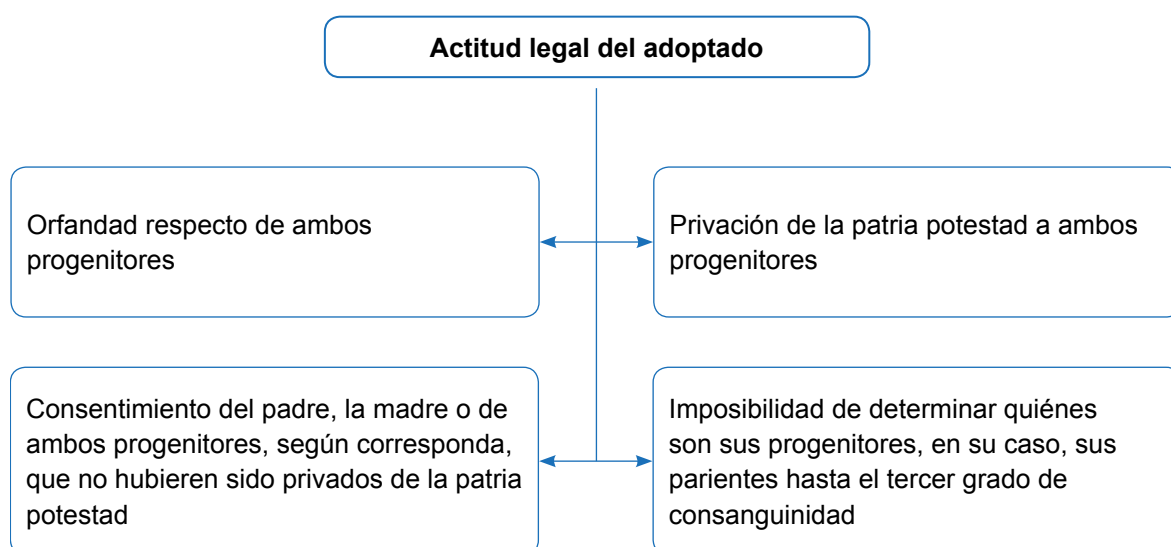 Actitud legal del adoptado
Orfandad respecto de ambos
progenitores
Privación de la patria potestad a ambos
progenitores
Consentimiento del padre, la madre o de
ambos progenitores, según corresponda,
que no hubieren sido privados de la patria
potestad
Imposibilidad de determinar quiénes
son sus progenitores, en su caso, sus
parientes hasta el tercer grado de
consanguinidad